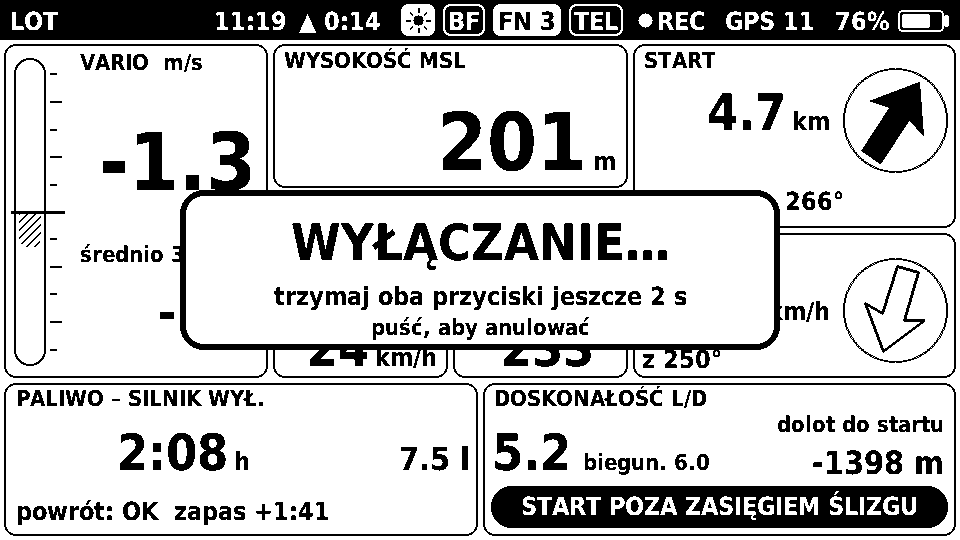 LOT 11:19 ▲ 0:14 BF FN 3 TEL ●REC GPS 11 76%
VARIO m/s
-1.3
średnio 3
-
WYSOKOŚĆ MSL
201 m
START
4.7 km
266°
WYŁĄCZANIE...
trzymaj oba przyciski jeszcze 2 s
puść, aby anulować
24 km/h
km/h
z 250°
PALIWO – SILNIK WYŁ.
2:08 h 7.5 l
powrót: OK zapas +1:41
DOSKONAŁOŚĆ L/D
dolot do startu
5.2 biegun. 6.0 -1398 m
START POZA ZASIĘGIEM ŚLIZGU